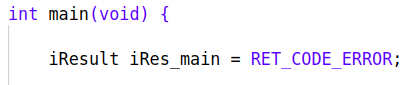 int main(void) {
iResult iRes_main = RET_CODE_ERROR;